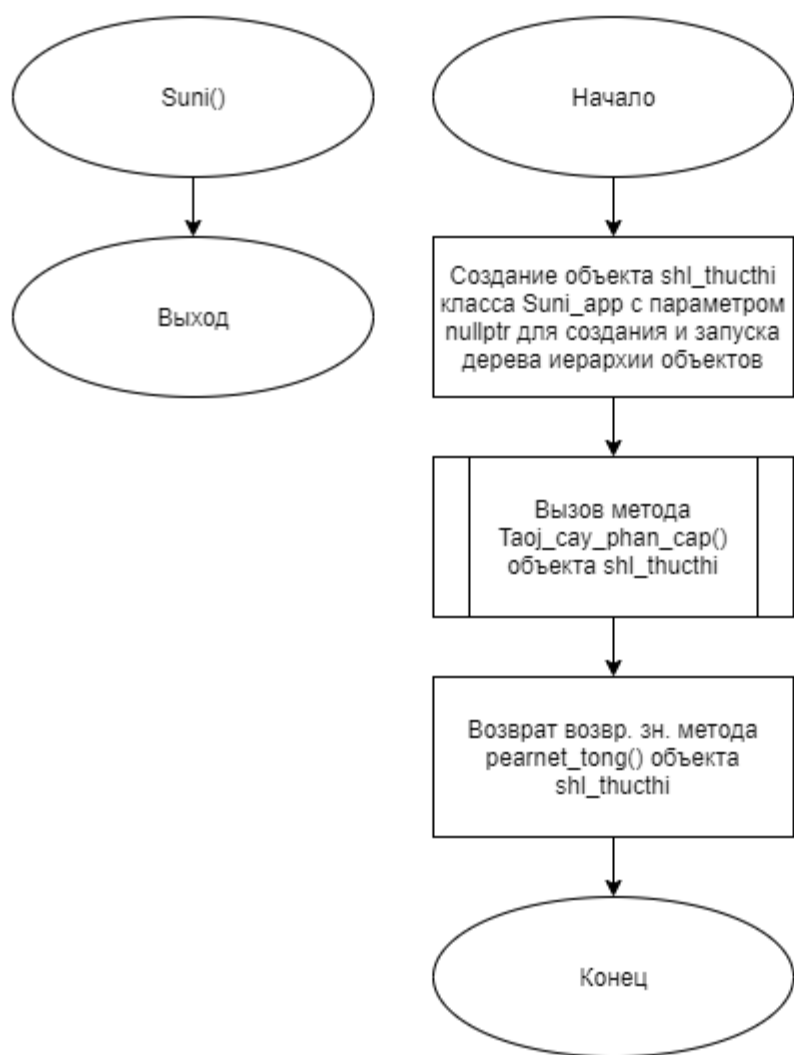 Suni()
Выход
Начало
Создание объекта shl_thucthi
класса Suni_app с параметром
nullptr для создания и запуска
дерева иерархии объектов
Вызов метода
Taoj_cay_phan_cap()
объекта shl_thucthi
Возврат возвр. зн. метода
pearnet_tong() объекта
shl_thucthi
Конец